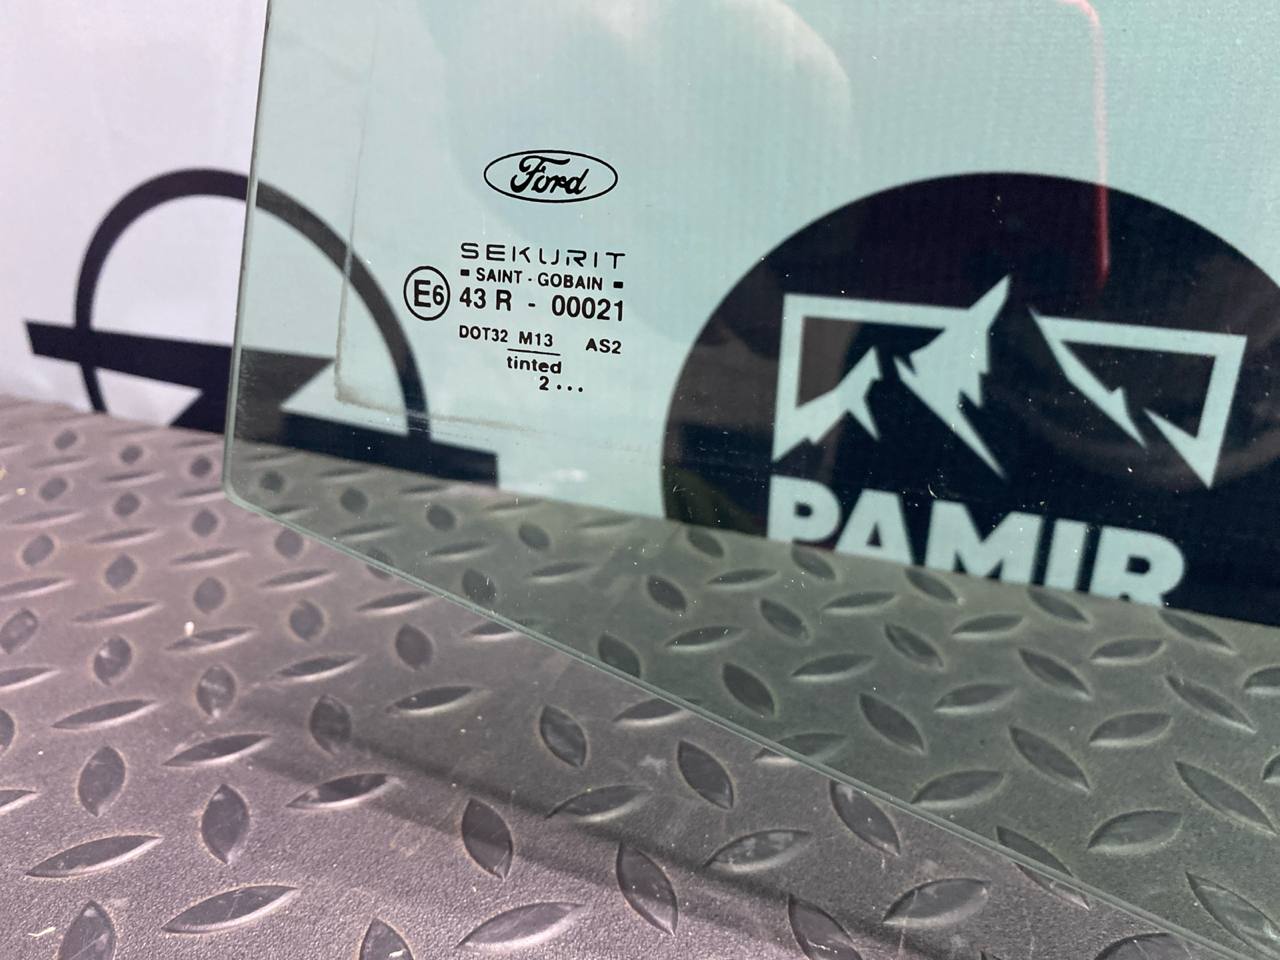 Ford
SEKURIT
SAINT - GOBAIN
E6 43 R - 00021
DOT32 M13 AS2
tinted
2 ...
PAMIR